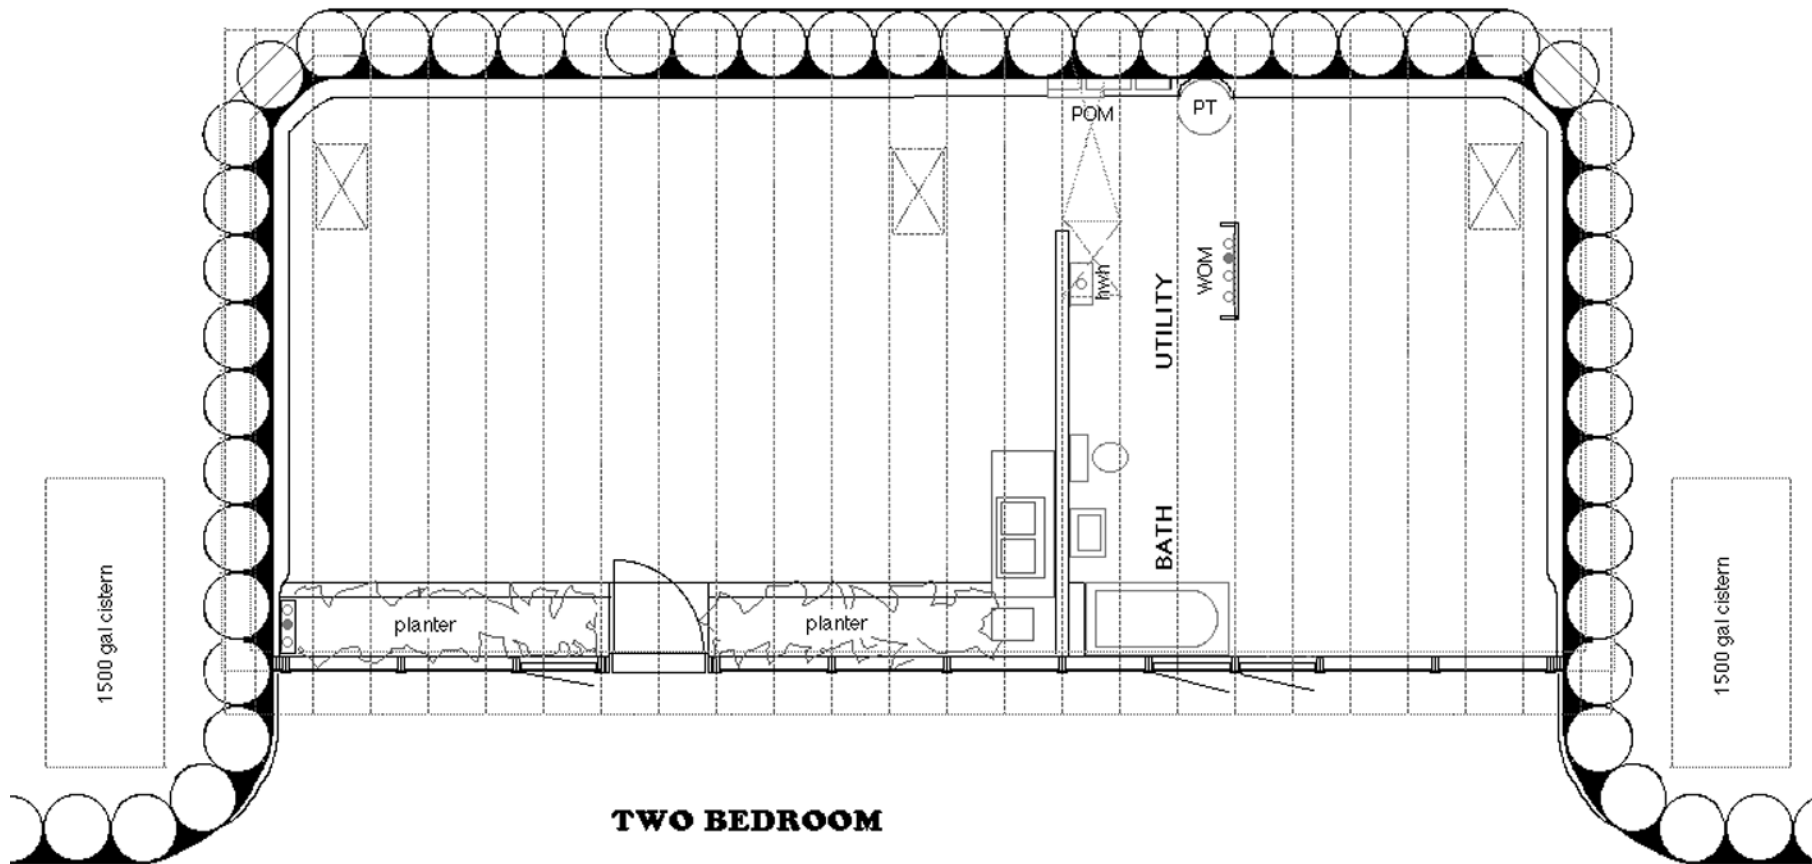 POM
PT
WOM
hwh
UTILITY
BATH
planter
planter
1500 gal cistern
1500 gal cistern
TWO BEDROOM